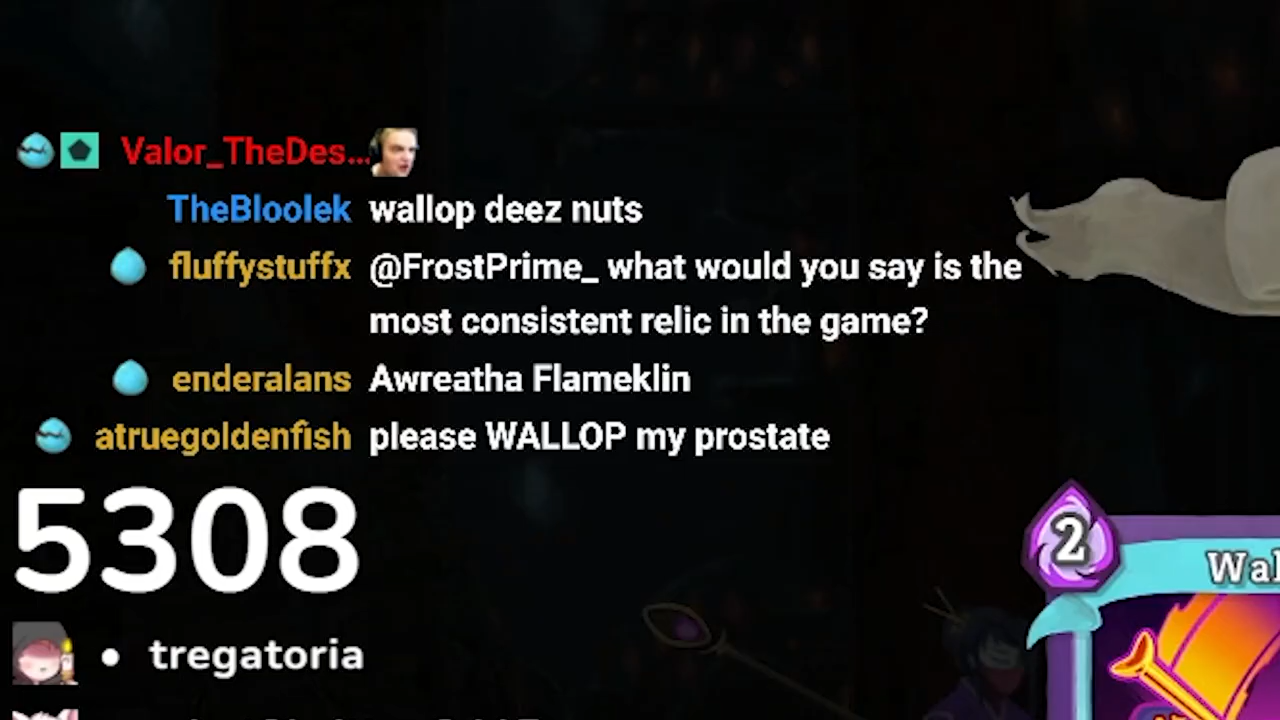 Valor_TheDes...
TheBloolek wallop deez nuts
fluffystuffx @FrostPrime_ what would you say is the
most consistent relic in the game?
enderalans Awreatha Flameklin
atruegoldenfish please WALLOP my prostate
5308
2
Wal
• tregatoria